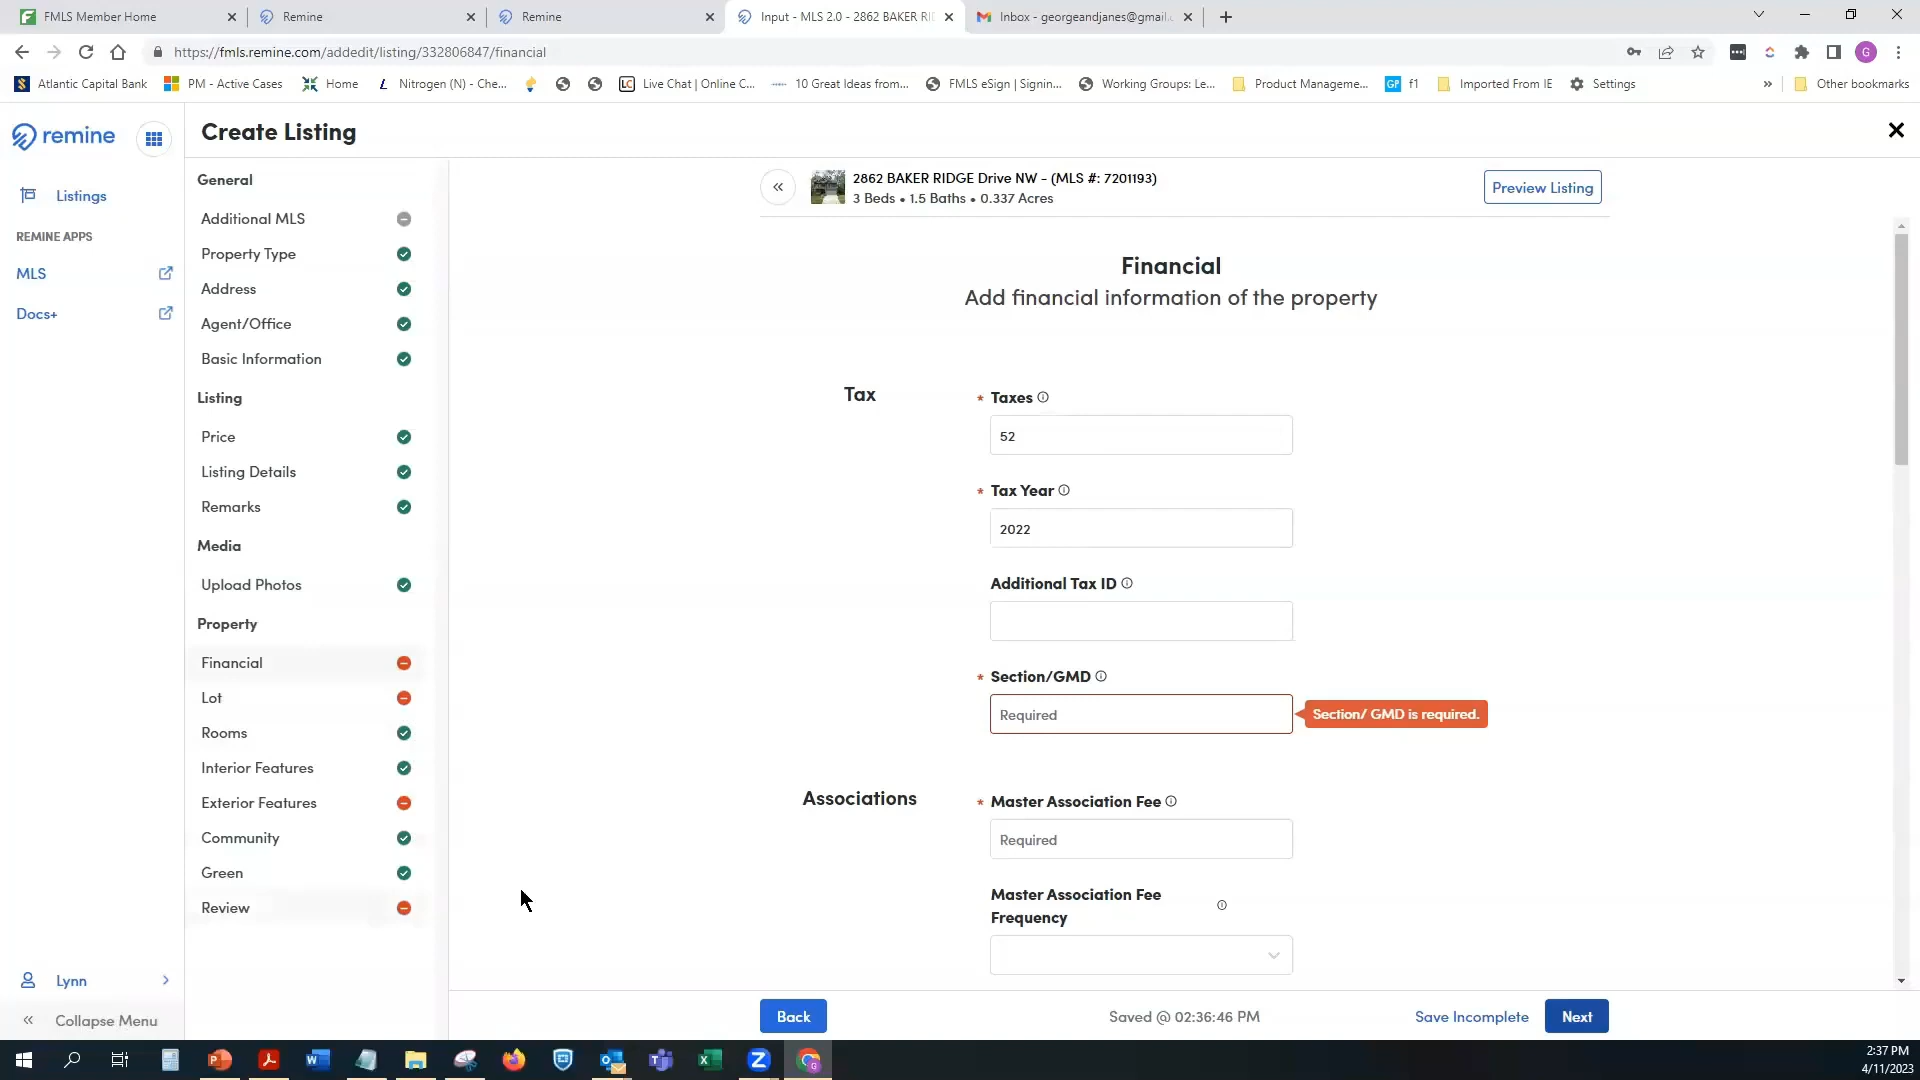 FMLS Member Home
Remine
Remine
Input - MLS 2.0 - 2862 BAKER RI
Inbox - georgeandjanes@gmail.
https://fmls.remine.com/addedit/listing/332806847/financial
G
Atlantic Capital Bank
PM - Active Cases
Home
Nitrogen (N) - Che...
Live Chat | Online C...
10 Great Ideas from...
FMLS eSign | Signin...
Working Groups: Le...
Product Manageme...
GP
f1
Imported From IE
Settings
»
Other bookmarks
remine
Listings
REMINE APPS
MLS
Docs+
Lynn
Collapse Menu
Create Listing
General
Additional MLS
Property Type
Address
Agent/Office
Basic Information
Listing
Price
Listing Details
Remarks
Media
Upload Photos
Property
Financial
Lot
Rooms
Interior Features
Exterior Features
Community
Green
Review
2862 BAKER RIDGE Drive NW - (MLS #: 7201193)
3 Beds • 1.5 Baths • 0.337 Acres
Preview Listing
Financial
Add financial information of the property
Tax
* Taxes
52
* Tax Year
2022
Additional Tax ID
* Section/GMD
Required
Section/ GMD is required.
Associations
* Master Association Fee
Required
Master Association Fee
Frequency
Back
Saved @ 02:36:46 PM
Save Incomplete
Next
2:37 PM
4/11/2023